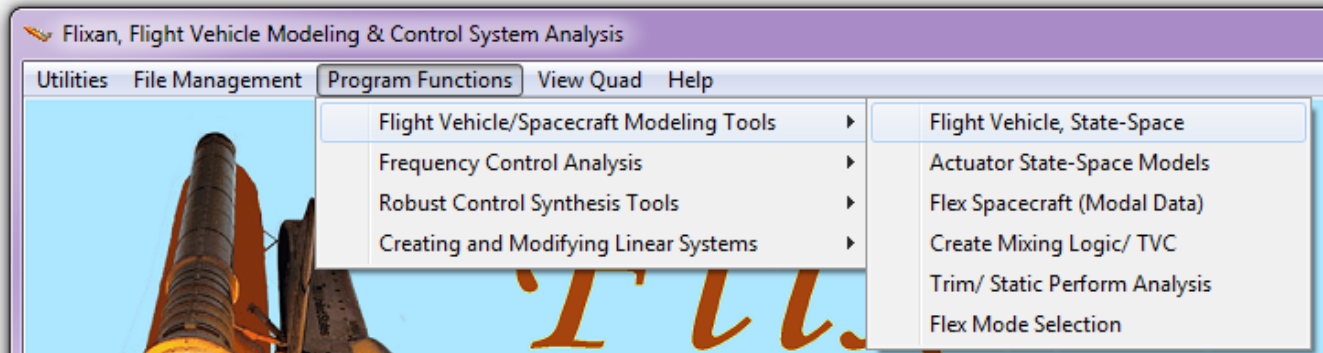 Flixan, Flight Vehicle Modeling & Control System Analysis
Utilities File Management Program Functions View Quad Help
Flight Vehicle/Spacecraft Modeling Tools
Frequency Control Analysis
Robust Control Synthesis Tools
Creating and Modifying Linear Systems
Flight Vehicle, State-Space
Actuator State-Space Models
Flex Spacecraft (Modal Data)
Create Mixing Logic/ TVC
Trim/ Static Perform Analysis
Flex Mode Selection